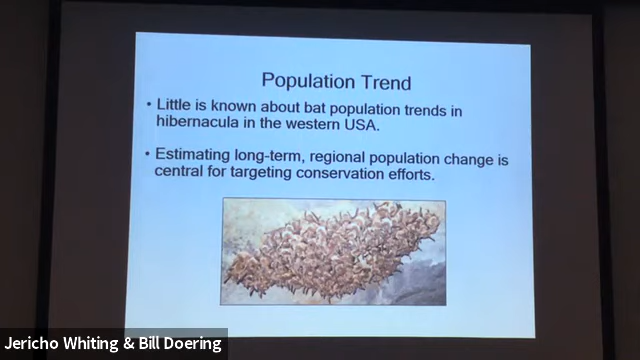 Population Trend
• Little is known about bat population trends in
hibernacula in the western USA.
• Estimating long-term, regional population change is
central for targeting conservation efforts.
Jericho Whiting & Bill Doering